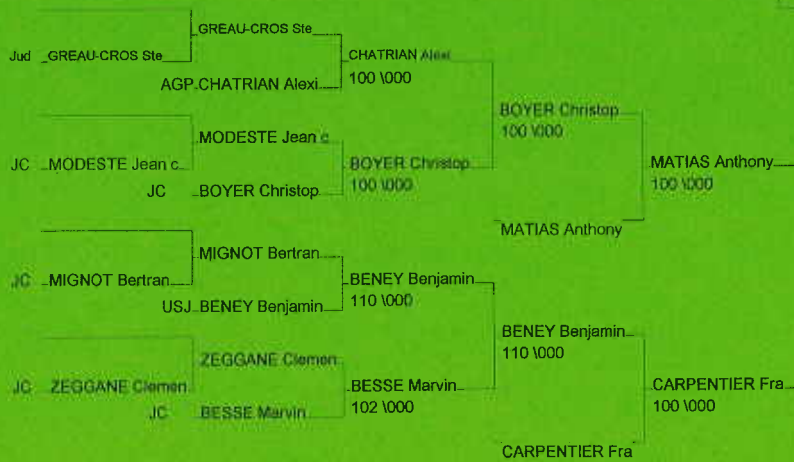 GREAU-CROS Ste
Jud GREAU-CROS Ste
CHATRIAN Alexi
AGP CHATRIAN Alexi
100 \000
BOYER Christop
100 \000
MODESTE Jean c
JC MODESTE Jean c
BOYER Christop
100 \000
MATIAS Anthony
100 \000
JC BOYER Christop
MATIAS Anthony
MIGNOT Bertran
JC MIGNOT Bertran
BENEY Benjamin
110 \000
USJ BENEY Benjamin
BENEY Benjamin
110 \000
ZEGGANE Clemen
JC ZEGGANE Clemen
BESSE Marvin
102 \000
CARPENTIER Fra
100 \000
JC BESSE Marvin
CARPENTIER Fra